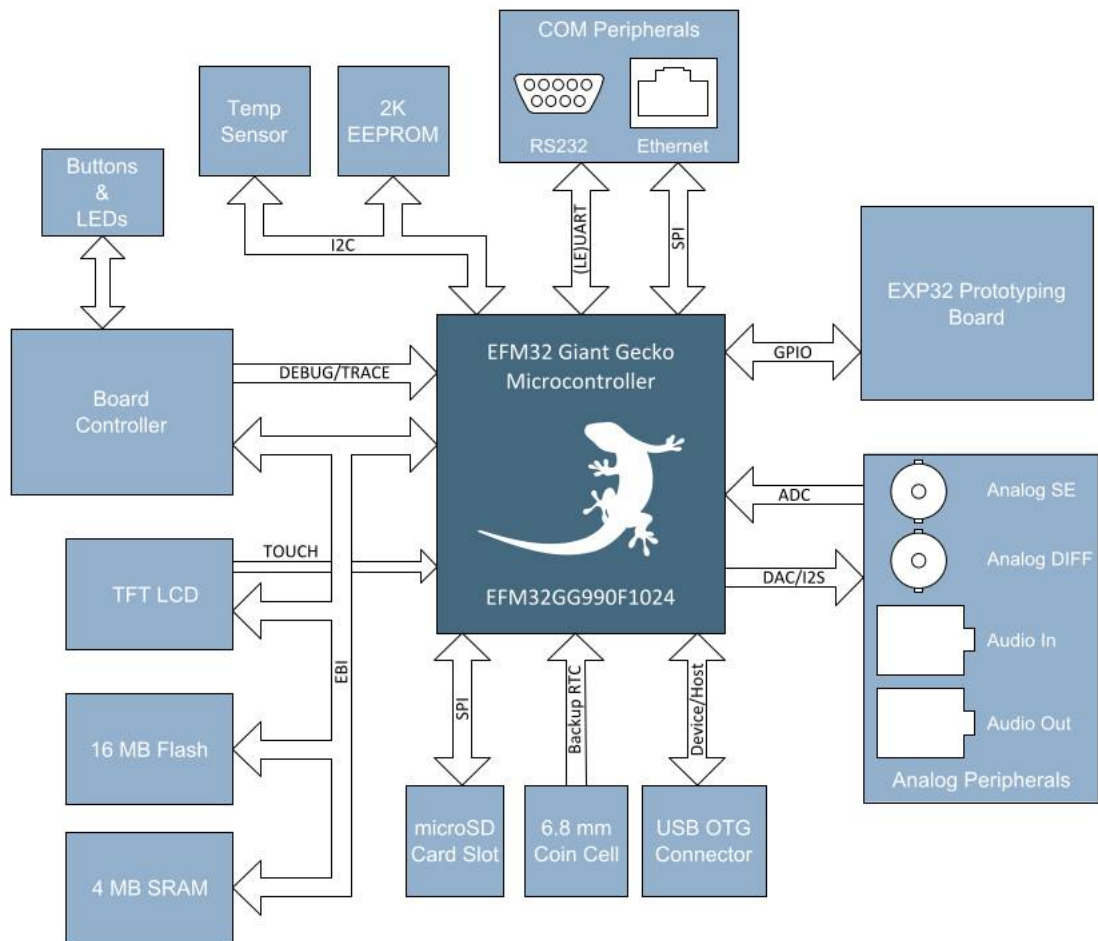 COM Peripherals
RS232
Ethernet
Temp
Sensor
2K
EEPROM
Buttons
&
LEDs
I2C
(LE)UART
SPI
EXP32 Prototyping
Board
Board
Controller
DEBUG/TRACE
EFM32 Giant Gecko
Microcontroller
EFM32GG990F1024
GPIO
ADC
DAC/I2S
Analog SE
Analog DIFF
Audio In
Audio Out
Analog Peripherals
TOUCH
TFT LCD
EBI
16 MB Flash
4 MB SRAM
SPI
Backup RTC
Device/Host
microSD
Card Slot
6.8 mm
Coin Cell
USB OTG
Connector